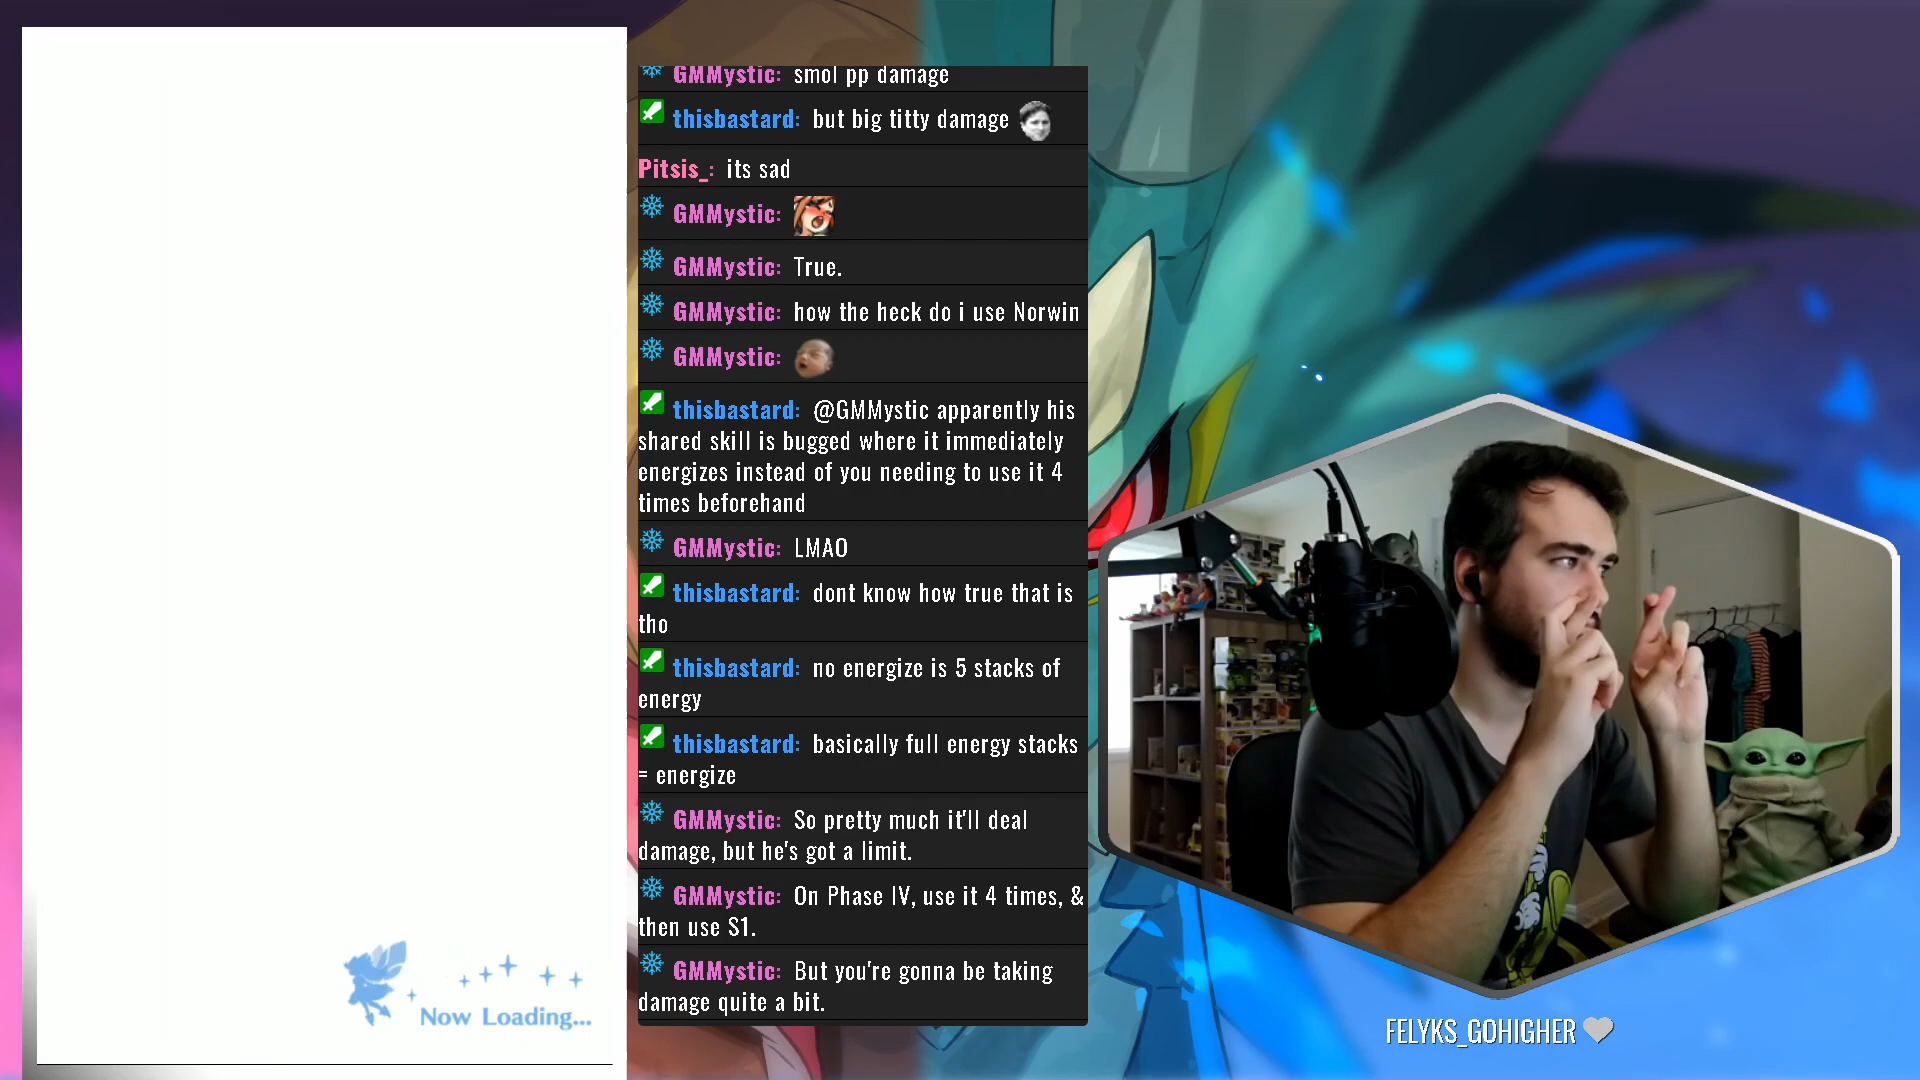 GMMystic: smol pp damage
thisbastard: but big titty damage
Pitsis_: its sad
GMMystic:
GMMystic: True.
GMMystic: how the heck do i use Norwin
GMMystic:
thisbastard: @GMMystic apparently his
shared skill is bugged where it immediately
energizes instead of you needing to use it 4
times beforehand
GMMystic: LMAO
thisbastard: dont know how true that is
tho
thisbastard: no energize is 5 stacks of
energy
thisbastard: basically full energy stacks
= energize
GMMystic: So pretty much it'll deal
damage, but he's got a limit.
GMMystic: On Phase IV, use it 4 times, &
then use S1.
GMMystic: But you're gonna be taking
damage quite a bit.
Now Loading...
FELYKS_GOHIGHER